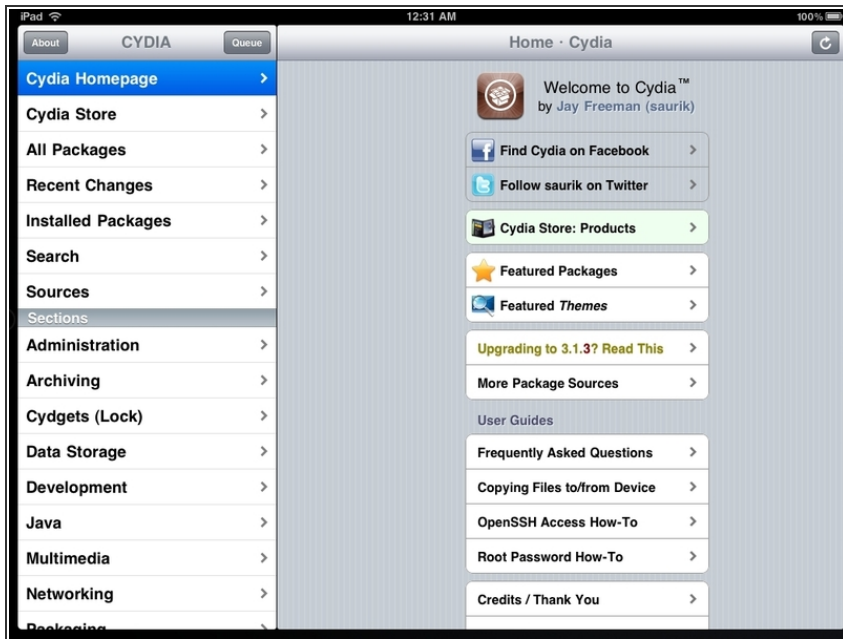 iPad
12:31 AM
100%
About
CYDIA
Queue
Cydia Homepage
Cydia Store
All Packages
Recent Changes
Installed Packages
Search
Sources
Sections
Administration
Archiving
Cydgets (Lock)
Data Storage
Development
Java
Multimedia
Networking
Packaging
Home · Cydia
Welcome to Cydia™
by Jay Freeman (saurik)
Find Cydia on Facebook
Follow saurik on Twitter
Cydia Store: Products
Featured Packages
Featured Themes
Upgrading to 3.1.3? Read This
More Package Sources
User Guides
Frequently Asked Questions
Copying Files to/from Device
OpenSSH Access How-To
Root Password How-To
Credits / Thank You